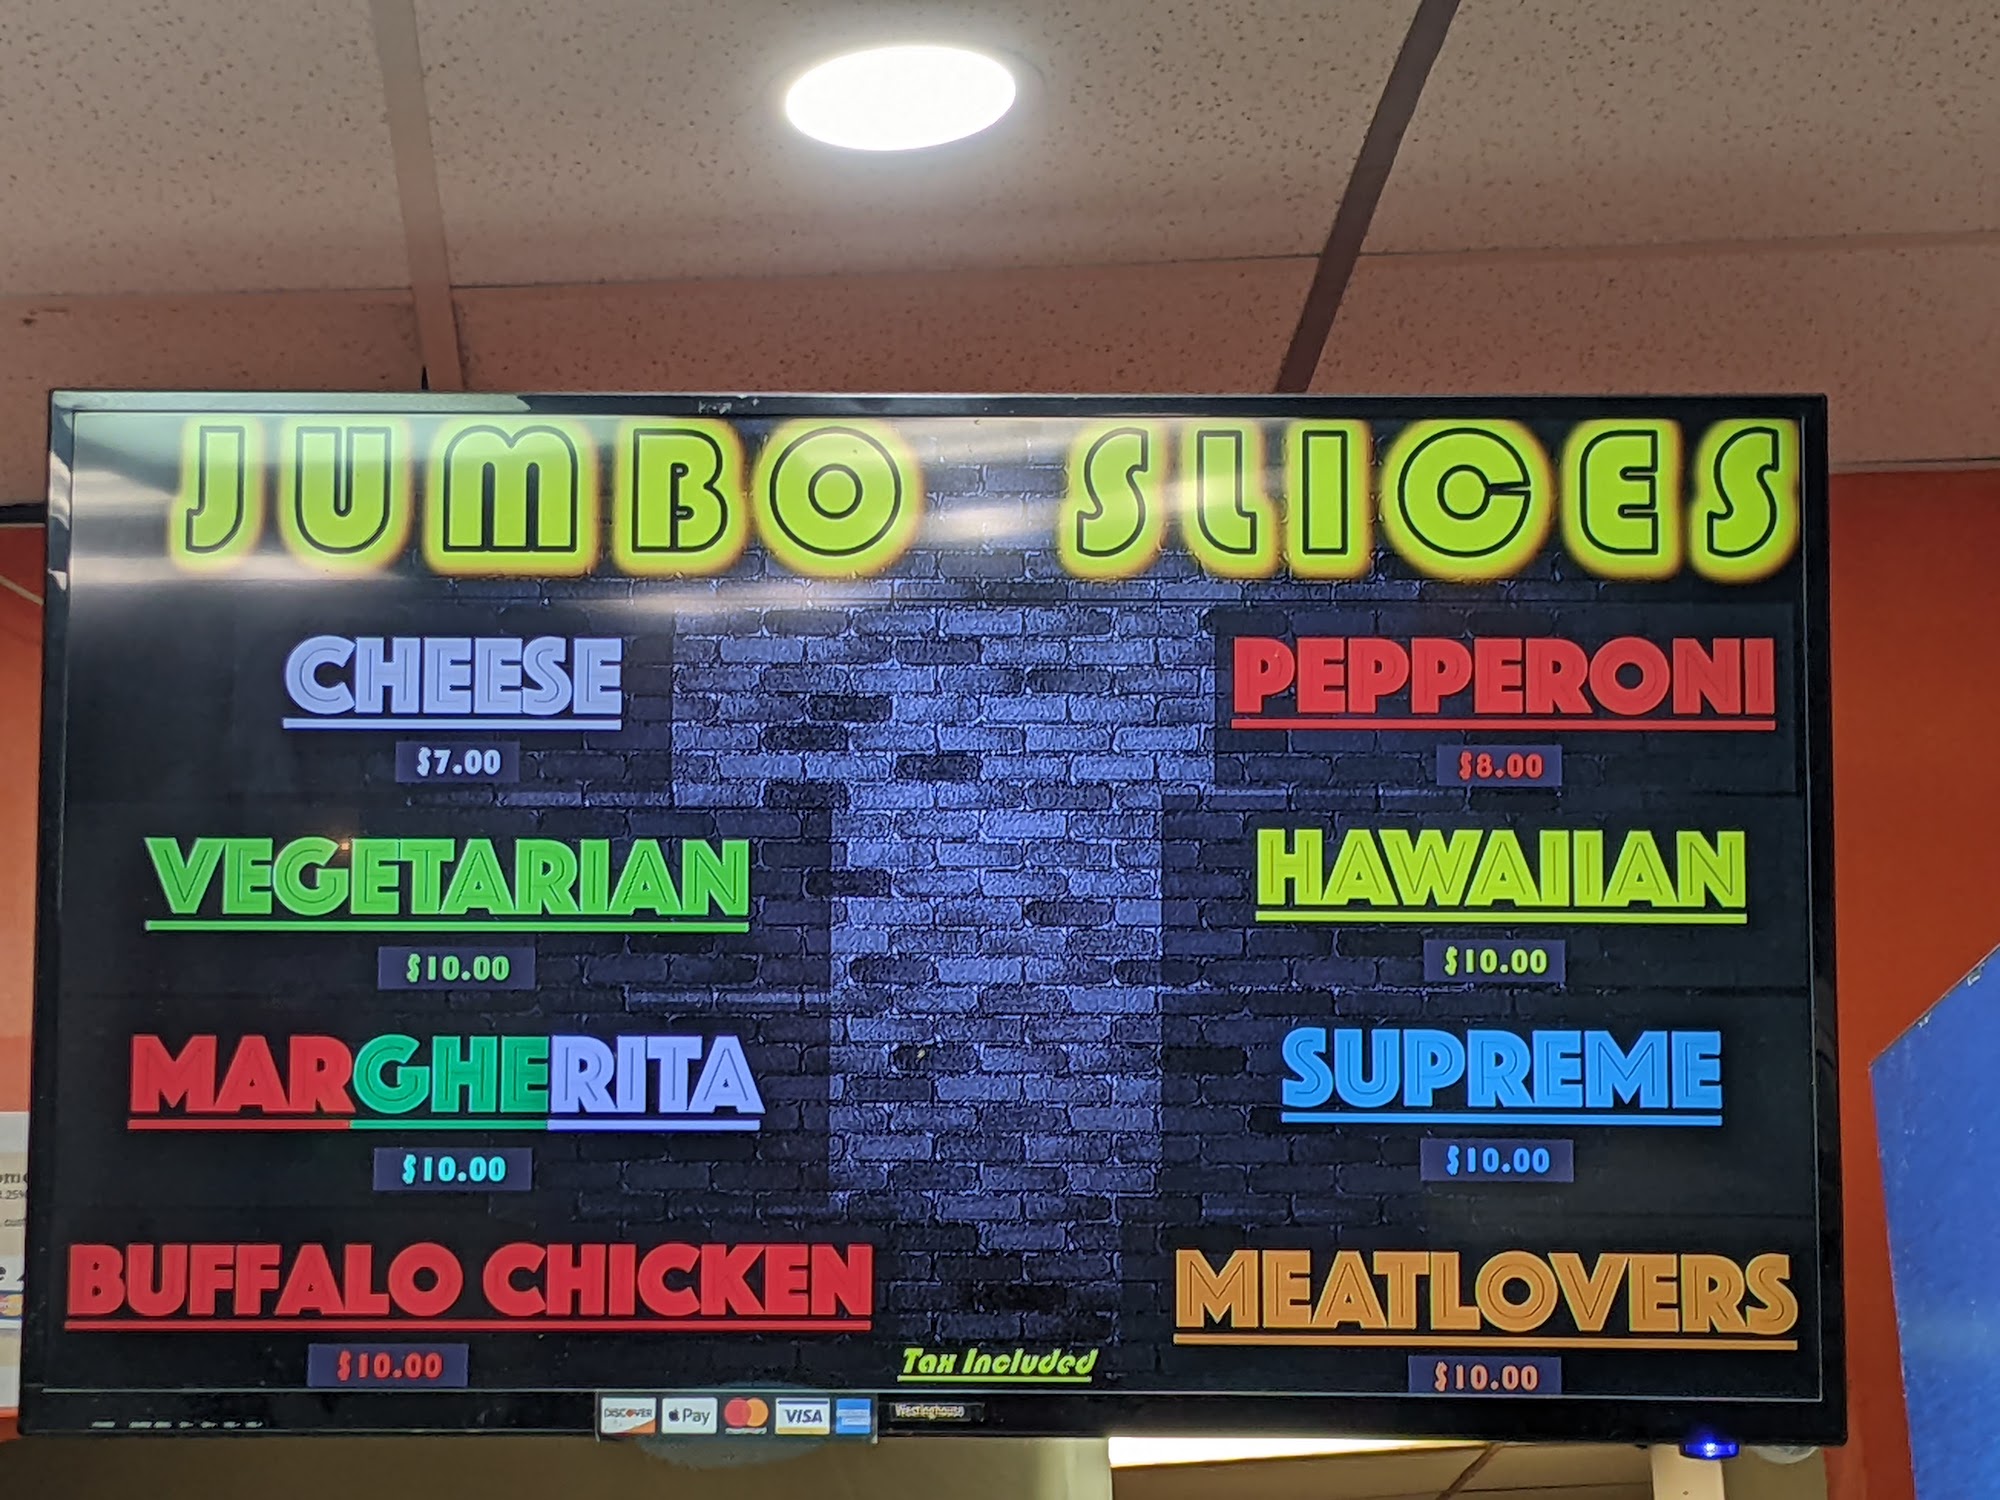 JUMBO SLICES
CHEESE
$7.00
PEPPERONI
$8.00
VEGETARIAN
$10.00
HAWAIIAN
$10.00
MARGHERITA
$10.00
SUPREME
$10.00
BUFFALO CHICKEN
$10.00
MEATLOVERS
$10.00
Tax Included
DISCOVER
Pay
mastercard
VISA
Westinghouse